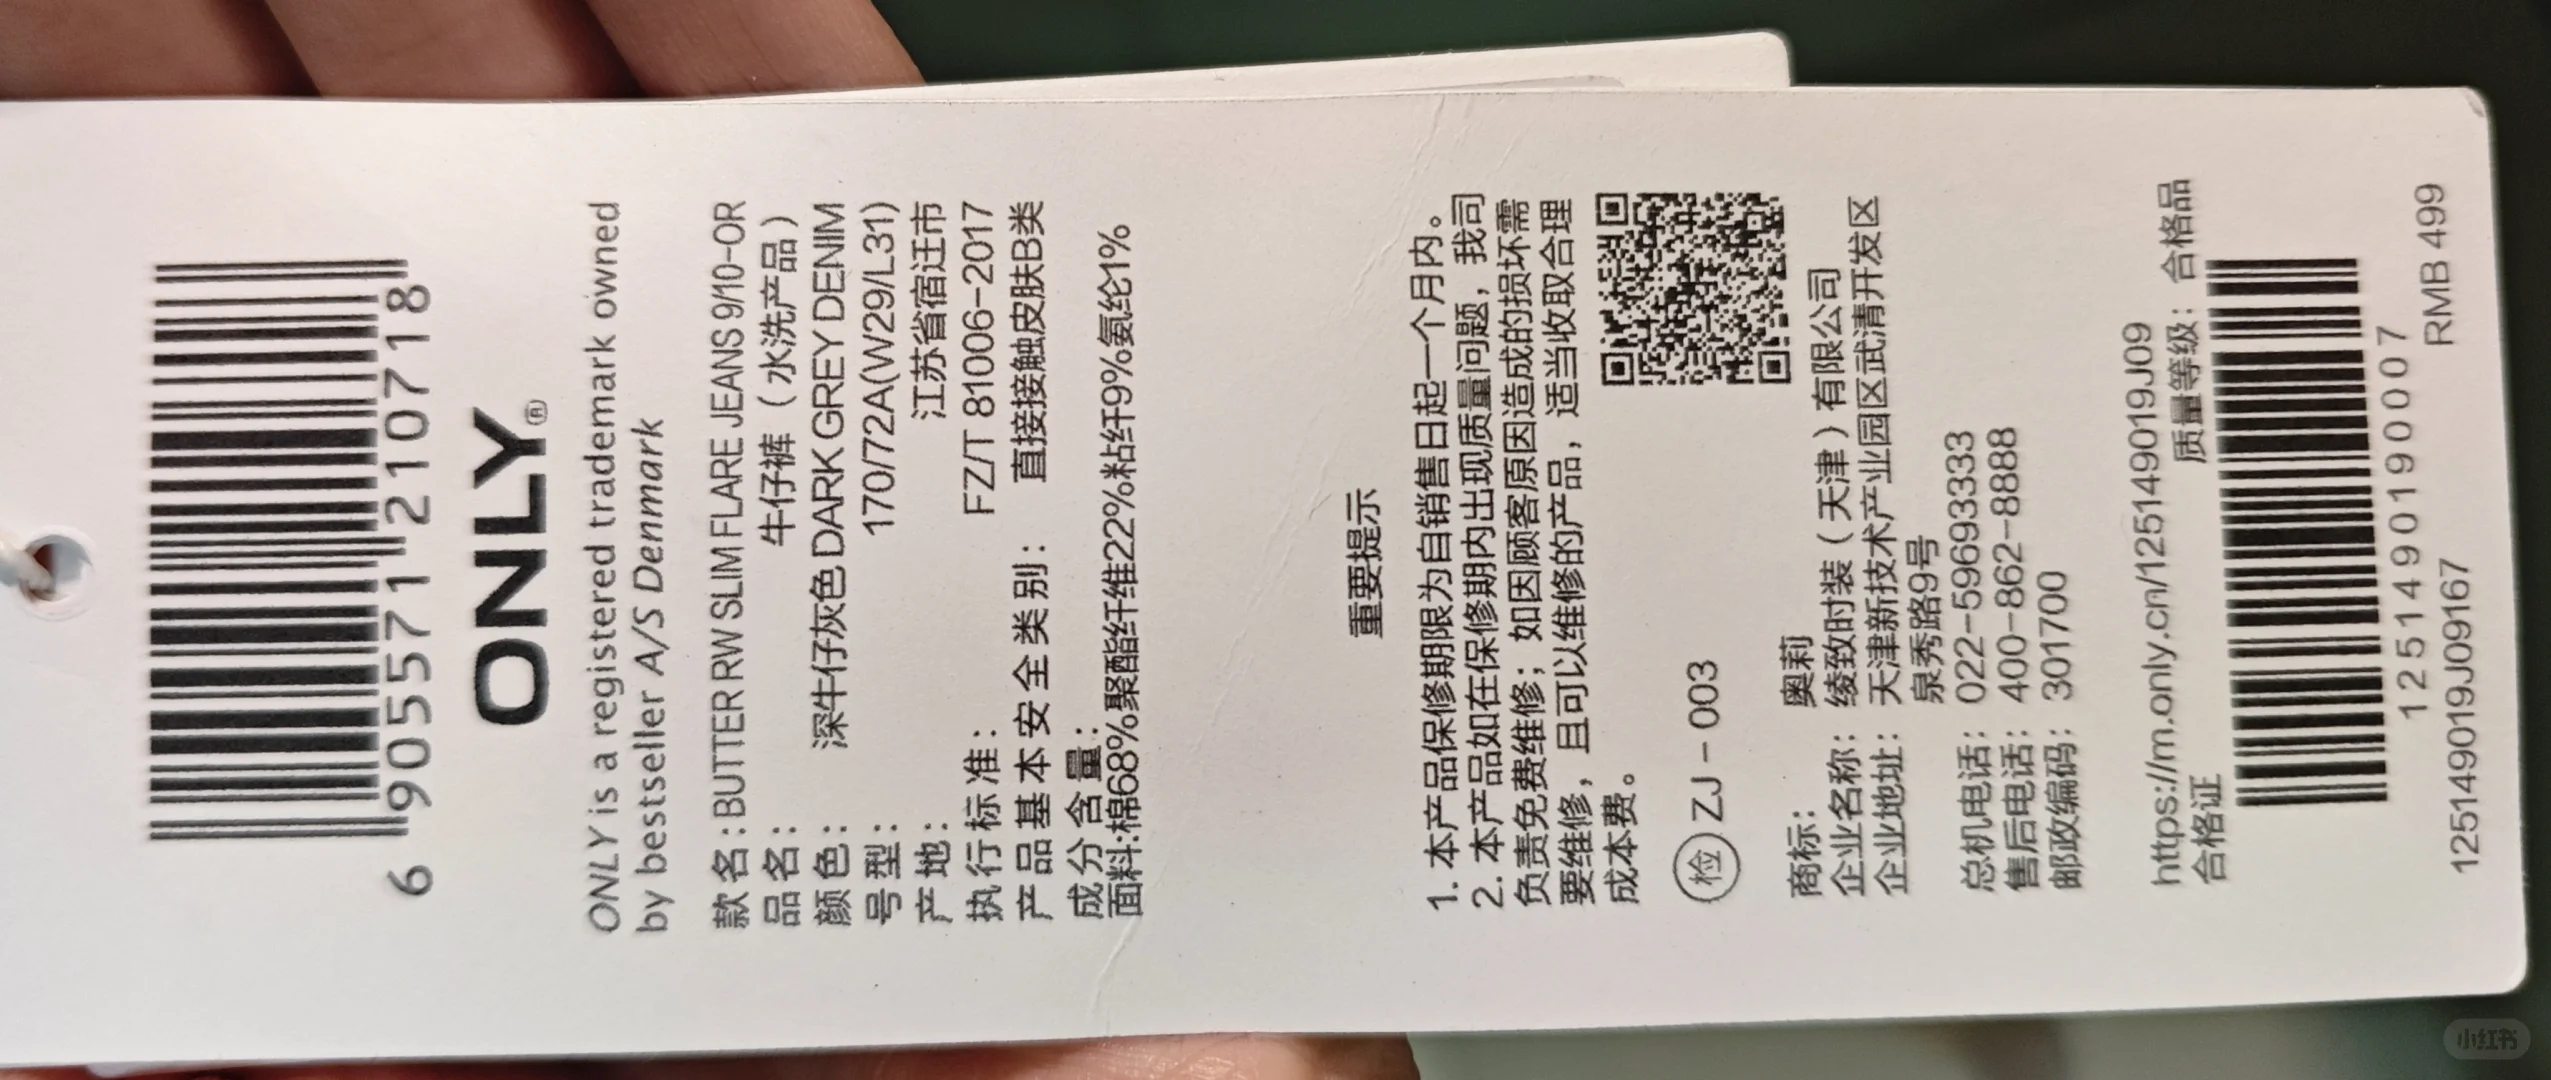 6 905571 210718
ONLY®
ONLY is a registered trademark owned
by bestseller A/S Denmark
款名：BUTTER RW SLIM FLARE JEANS 9/10-OR
品名：牛仔裤（水洗产品）
颜色：深牛仔灰色 DARK GREY DENIM
号型：170/72A(W29/L31)
产地：江苏省宿迁市
执行标准：FZ/T 81006-2017
产品基本安全类别：直接接触皮肤B类
成分含量：
面料:棉68%聚酯纤维22%粘纤9%氨纶1%
重要提示
1. 本产品保修期限为自销售日起一个月内。
2. 本产品如在保修期内出现质量问题，我司
负责免费维修；如因顾客原因造成的损坏需
要维修，且可以维修的产品，适当收取合理
成本费。
检 ZJ-003
商标：奥莉
企业名称：绫致时装（天津）有限公司
企业地址：天津新技术产业园区武清开发区
泉秀路9号
总机电话：022-59693333
售后电话：400-862-8888
邮政编码：301700
https://m.only.cn/125149019J09
合格证 质量等级：合格品
1251490190007
125149019J09167 RMB 499
小红书